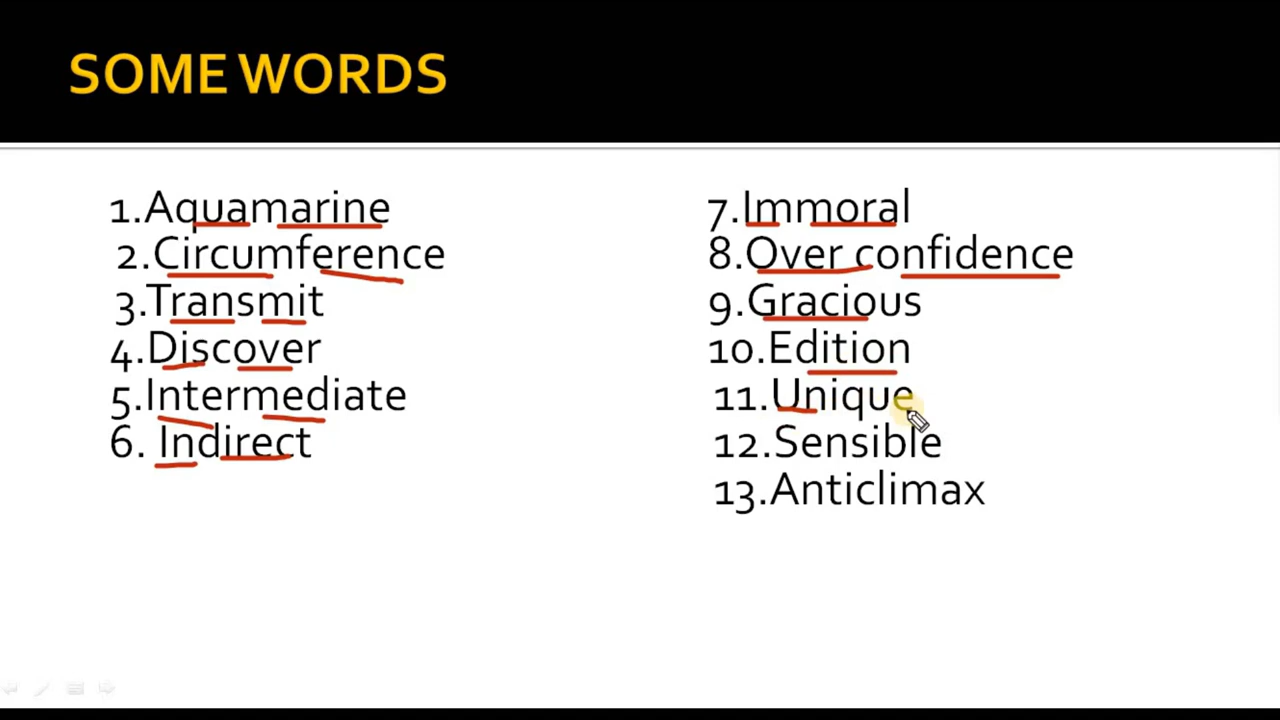 SOME WORDS
1.Aquamarine
2.Circumference
3.Transmit
4.Discover
5.Intermediate
6. Indirect
7.Immoral
8.Over confidence
9.Gracious
10.Edition
11.Unique
12.Sensible
13.Anticlimax